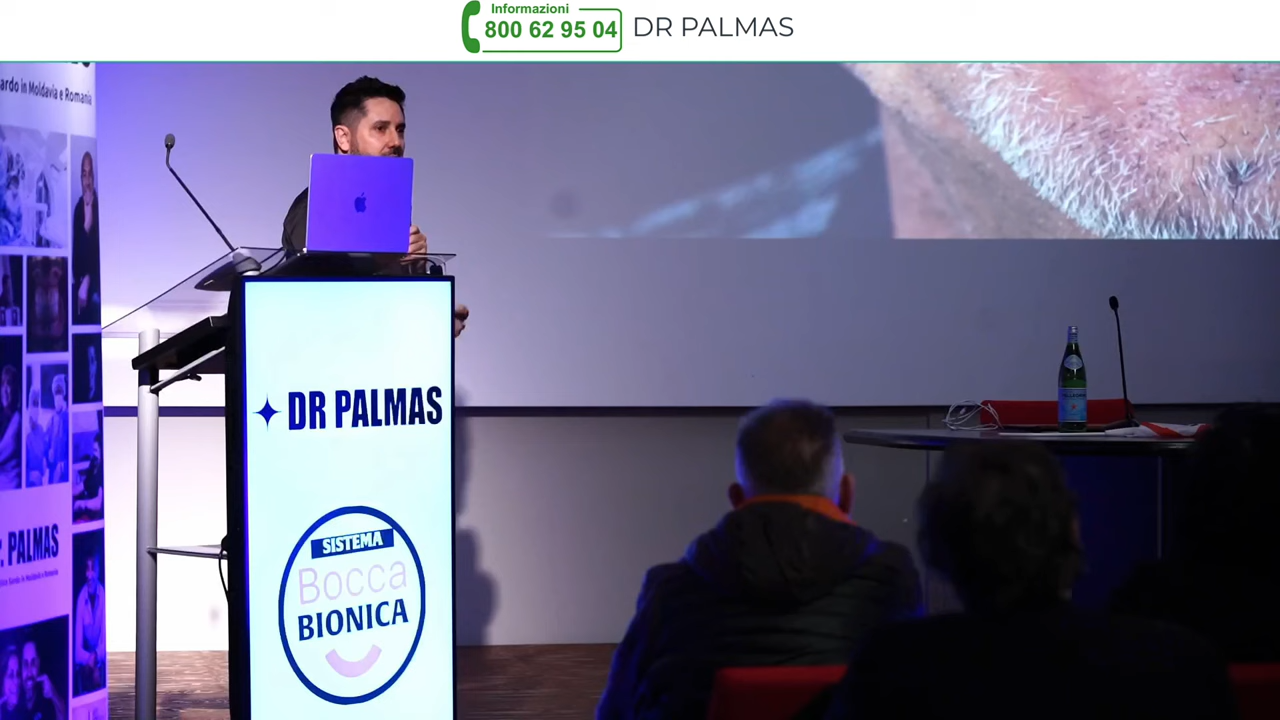 Informazioni
800 62 95 04
DR PALMAS
ardo in Moldavia e Romania
DR PALMAS
SISTEMA
Bocca
BIONICA
PALMAS